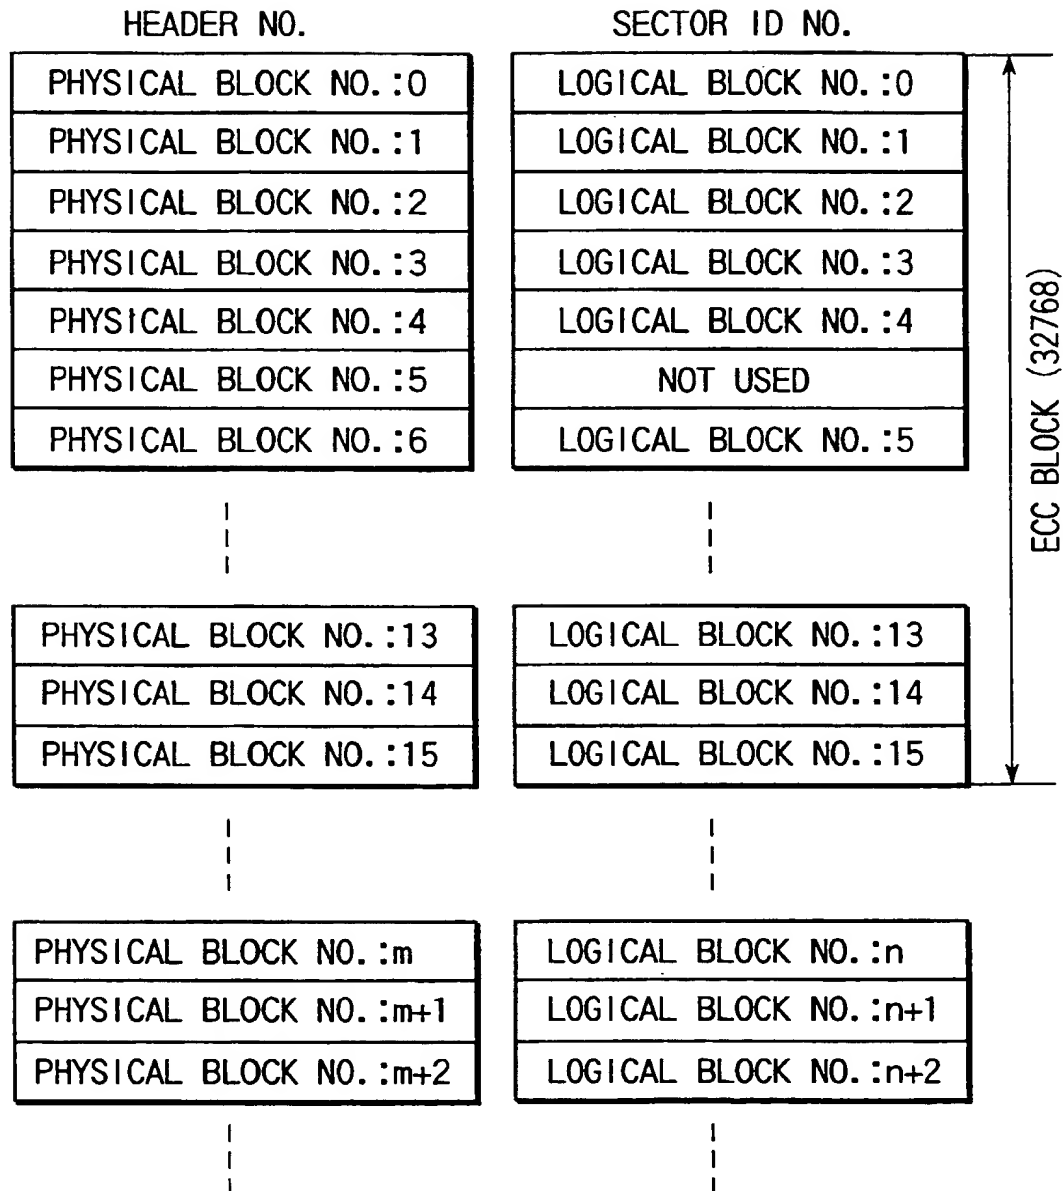 HEADER NO.
SECTOR ID NO.
PHYSICAL BLOCK NO.:0
LOGICAL BLOCK NO.:0
PHYSICAL BLOCK NO.:1
LOGICAL BLOCK NO.:1
PHYSICAL BLOCK NO.:2
LOGICAL BLOCK NO.:2
PHYSICAL BLOCK NO.:3
LOGICAL BLOCK NO.:3
PHYSICAL BLOCK NO.:4
LOGICAL BLOCK NO.:4
PHYSICAL BLOCK NO.:5
NOT USED
PHYSICAL BLOCK NO.:6
LOGICAL BLOCK NO.:5
ECC BLOCK (32768)
PHYSICAL BLOCK NO.:13
LOGICAL BLOCK NO.:13
PHYSICAL BLOCK NO.:14
LOGICAL BLOCK NO.:14
PHYSICAL BLOCK NO.:15
LOGICAL BLOCK NO.:15
PHYSICAL BLOCK NO.:m
LOGICAL BLOCK NO.:n
PHYSICAL BLOCK NO.:m+1
LOGICAL BLOCK NO.:n+1
PHYSICAL BLOCK NO.:m+2
LOGICAL BLOCK NO.:n+2